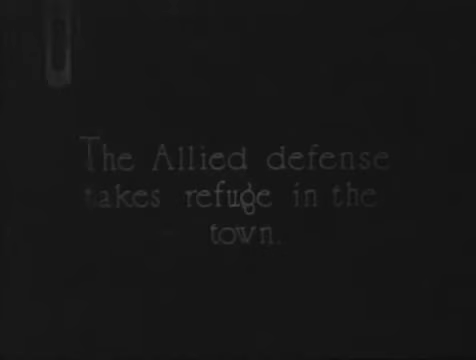 The Allied defense
takes refuge in the
town.